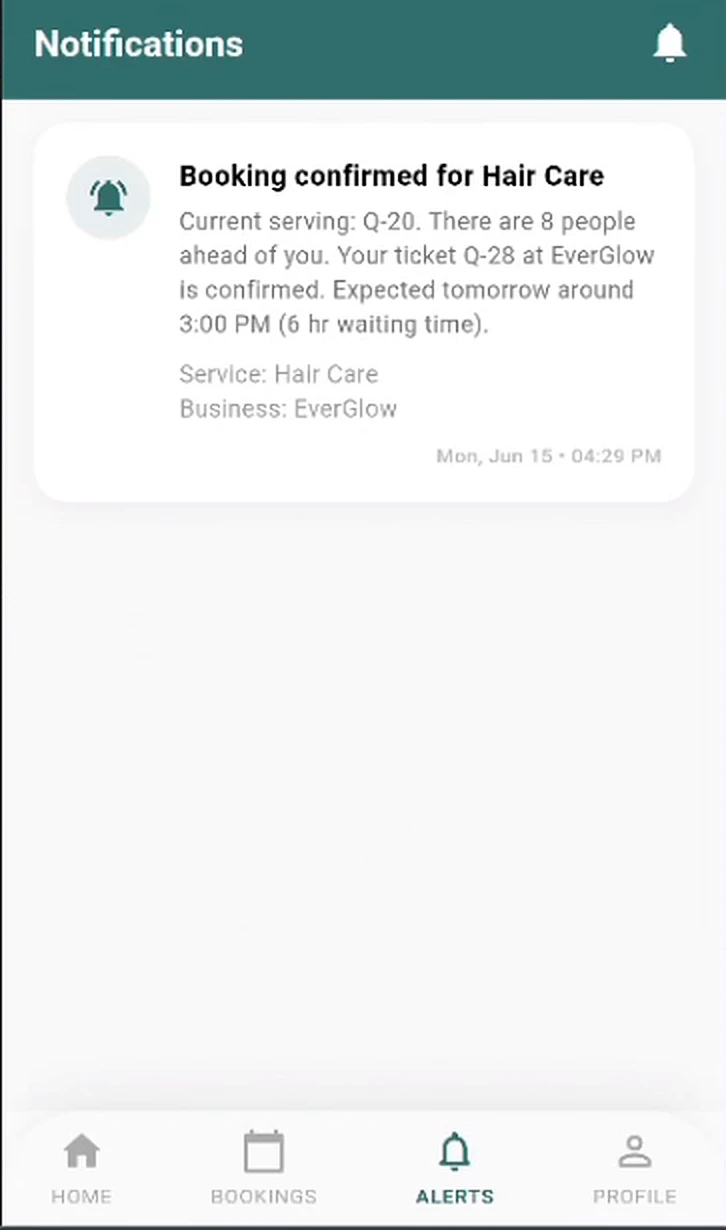 Notifications
Booking confirmed for Hair Care
Current serving: Q-20. There are 8 people
ahead of you. Your ticket Q-28 at EverGlow
is confirmed. Expected tomorrow around
3:00 PM (6 hr waiting time).
Service: Hair Care
Business: EverGlow
Mon, Jun 15 • 04:29 PM
HOME
BOOKINGS
ALERTS
PROFILE